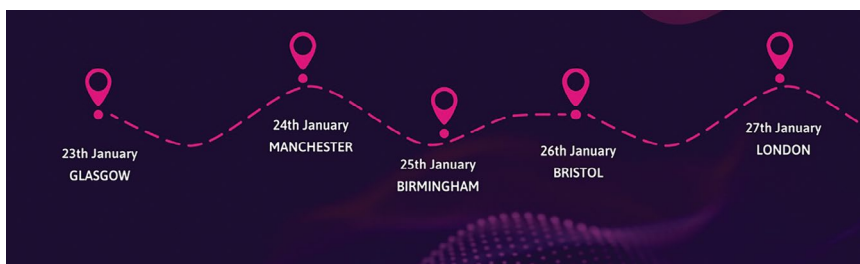 23th January
GLASGOW
24th January
MANCHESTER
25th January
BIRMINGHAM
26th January
BRISTOL
27th January
LONDON